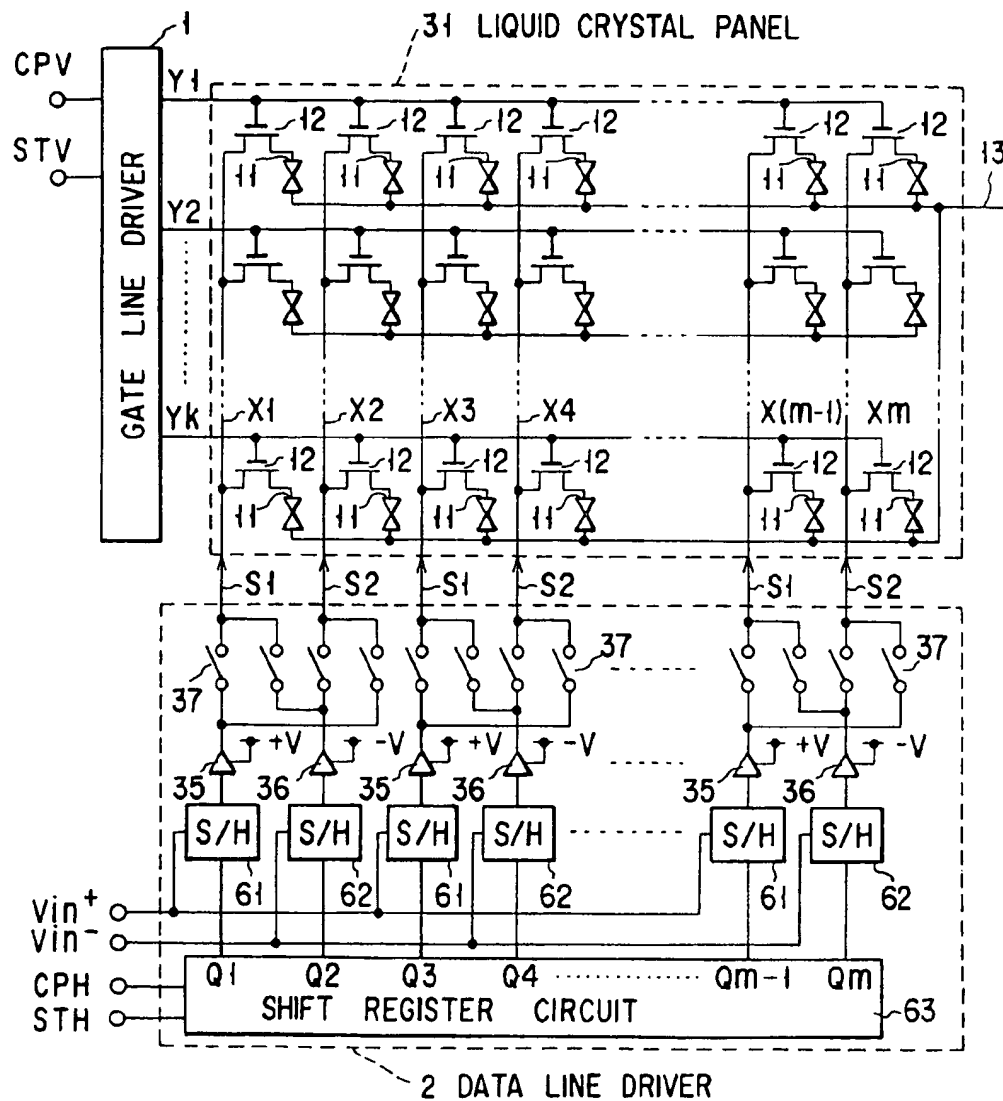 1
31 LIQUID CRYSTAL PANEL
CPV
STV
GATE LINE DRIVER
Y1
12 12 12 12 12 12
11 11 11 11 11 11
13
Y2
Yk
X1 X2 X3 X4 X(m-1) Xm
12 12 12 12 12 12
11 11 11 11 11 11
S1 S2 S1 S2 S1 S2
37 37 37
+V -V +V -V +V -V
35 36 35 36 35 36
S/H S/H S/H S/H S/H S/H
61 62 61 62 61 62
Vin+
Vin-
CPH
STH
Q1 Q2 Q3 Q4 Qm-1 Qm
SHIFT REGISTER CIRCUIT
63
2 DATA LINE DRIVER